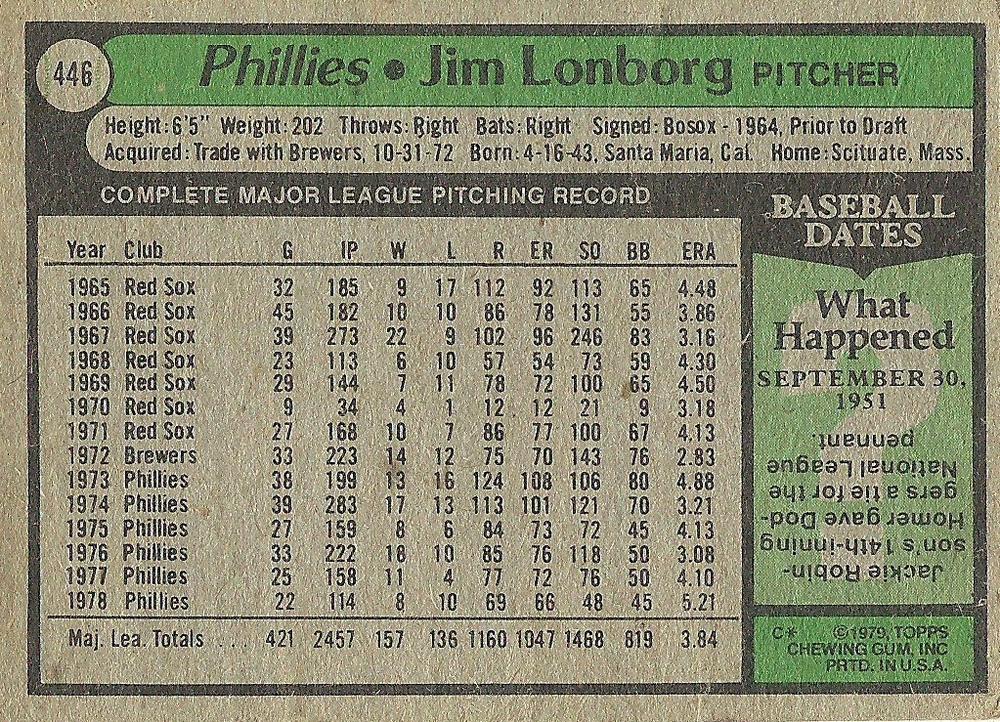 446
Phillies • Jim Lonborg PITCHER
Height: 6'5" Weight: 202 Throws: Right Bats: Right Signed: Bosox - 1964, Prior to Draft
Acquired: Trade with Brewers, 10-31-72 Born: 4-16-43, Santa Maria, Cal. Home: Scituate, Mass.
COMPLETE MAJOR LEAGUE PITCHING RECORD
Year Club G IP W L R ER SO BB ERA
1965 Red Sox 32 185 9 17 112 92 113 65 4.48
1966 Red Sox 45 182 10 10 86 78 131 55 3.86
1967 Red Sox 39 273 22 9 102 96 246 83 3.16
1968 Red Sox 23 113 6 10 57 54 73 59 4.30
1969 Red Sox 29 144 7 11 78 72 100 65 4.50
1970 Red Sox 9 34 4 1 12 12 21 9 3.18
1971 Red Sox 27 168 10 7 86 77 100 67 4.13
1972 Brewers 33 223 14 12 75 70 143 76 2.83
1973 Phillies 38 199 13 16 124 108 106 80 4.88
1974 Phillies 39 283 17 13 113 101 121 70 3.21
1975 Phillies 27 159 8 6 84 73 72 45 4.13
1976 Phillies 33 222 18 10 85 76 118 50 3.08
1977 Phillies 25 158 11 4 77 72 76 50 4.10
1978 Phillies 22 114 8 10 69 66 48 45 5.21
Maj. Lea. Totals . . . 421 2457 157 136 1160 1047 1468 819 3.84
BASEBALL
DATES
What
Happened
SEPTEMBER 30,
1951
Jackie Robin-
son's 14th-inning
Homer gave Dod-
gers a tie for the
National League
pennant.
C* ©1979, TOPPS
CHEWING GUM, INC
PRTD. IN U.S.A.